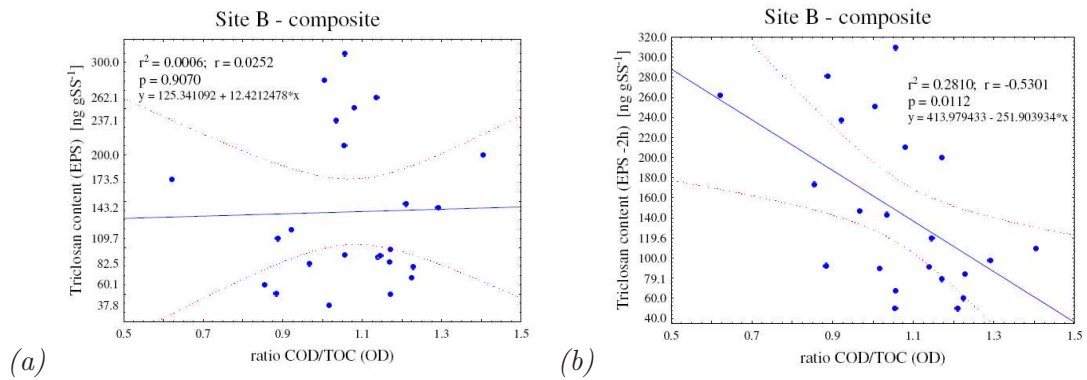 Site B - composite
r² = 0.0006; r = 0.0252
p = 0.9070
y = 125.341092 + 12.4212478*x
Triclosan content (EPS) [ng gSS⁻¹]
300.0
262.1
237.1
200.0
173.5
143.2
109.7
82.5
60.1
37.8
0.5
0.7
0.9
1.1
1.3
1.5
ratio COD/TOC (OD)
(a)
Site B - composite
r² = 0.2810; r = -0.5301
p = 0.0112
y = 413.979433 - 251.903934*x
Triclosan content (EPS -2h) [ng gSS⁻¹]
320.0
300.0
280.0
260.0
240.0
220.0
200.0
180.0
160.0
140.0
119.6
79.1
60.0
40.0
0.5
0.7
0.9
1.1
1.3
1.5
ratio COD/TOC (OD)
(b)